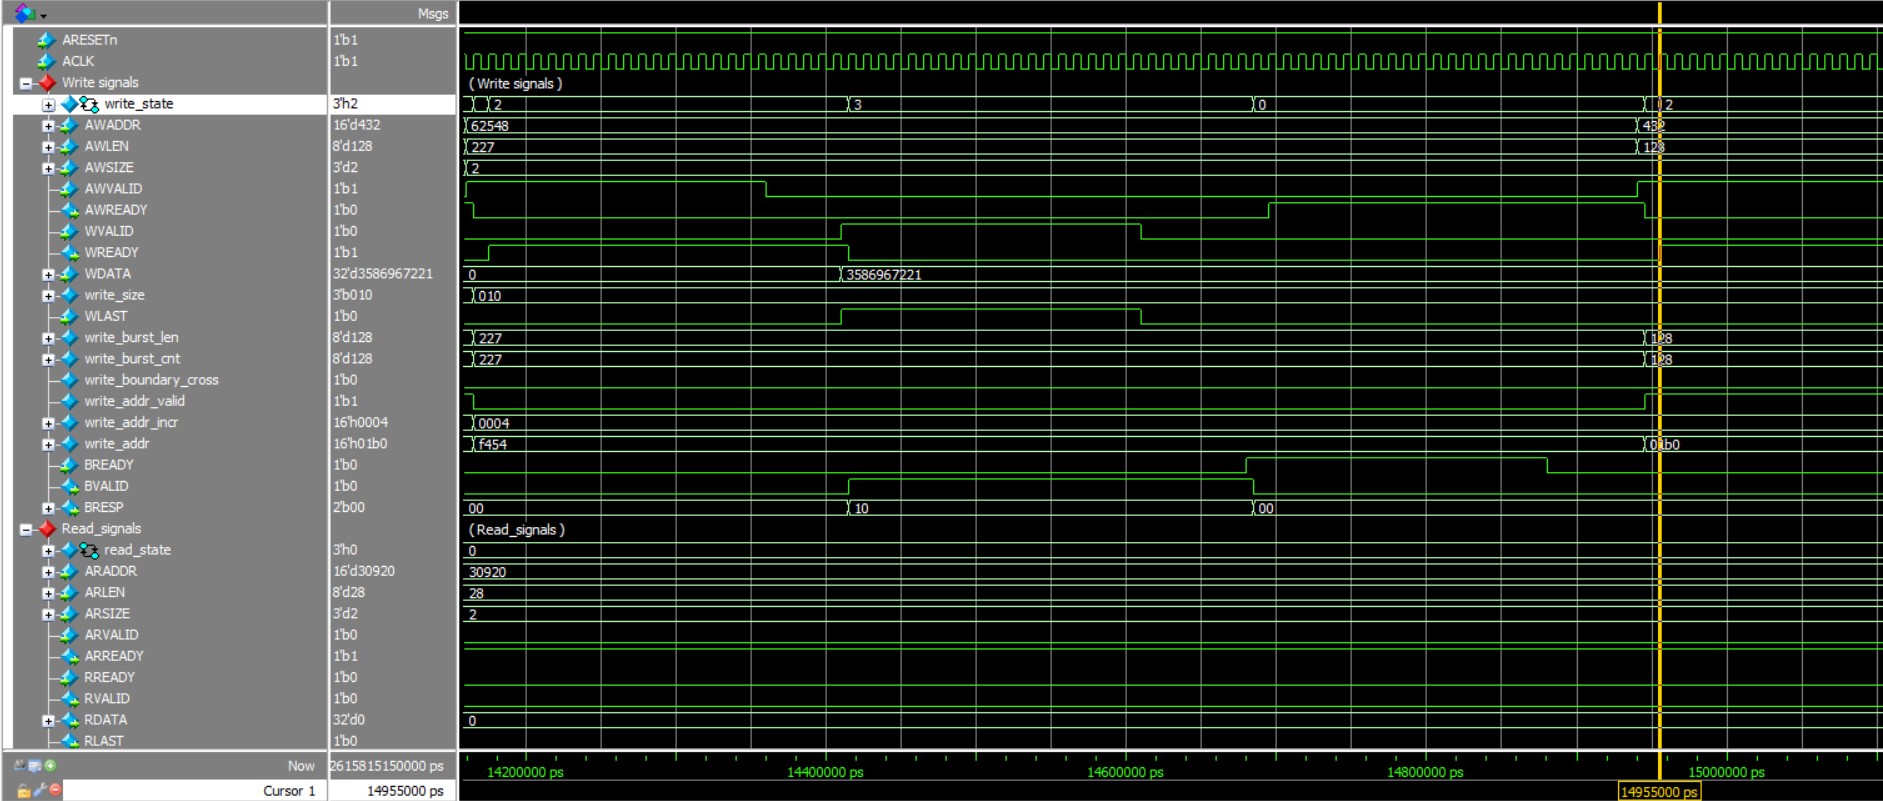 Msgs
ARESETn 1'b1
ACLK 1'b1
Write signals (Write signals)
write_state 3'h2 2 3 0 2
AWADDR 16'd432 62548 432
AWLEN 8'd128 227 128
AWSIZE 3'd2 2
AWVALID 1'b1
AWREADY 1'b0
WVALID 1'b0
WREADY 1'b1
WDATA 32'd3586967221 0 3586967221
write_size 3'b010 010
WLAST 1'b0
write_burst_len 8'd128 227 128
write_burst_cnt 8'd128 227 128
write_boundary_cross 1'b0
write_addr_valid 1'b1
write_addr_incr 16'h0004 0004
write_addr 16'h01b0 f454 01b0
BREADY 1'b0
BVALID 1'b0
BRESP 2'b00 00 10 00
Read_signals (Read_signals)
read_state 3'h0 0
ARADDR 16'd30920 30920
ARLEN 8'd28 28
ARSIZE 3'd2 2
ARVALID 1'b0
ARREADY 1'b1
RREADY 1'b0
RVALID 1'b0
RDATA 32'd0 0
RLAST 1'b0
Now 2615815150000 ps 14200000 ps 14400000 ps 14600000 ps 14800000 ps 15000000 ps
Cursor 1 14955000 ps 14955000 ps